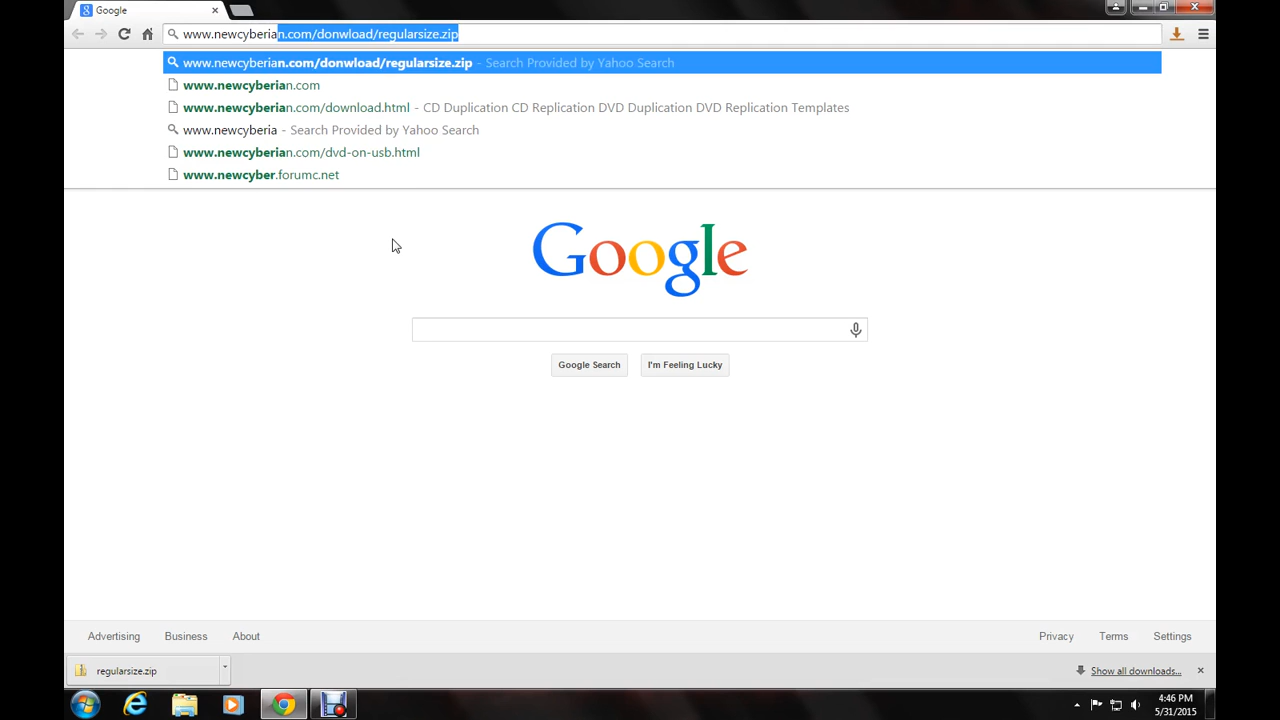 Google
www.newcyberian.com/donwload/regularsize.zip
www.newcyberian.com/donwload/regularsize.zip - Search Provided by Yahoo Search
www.newcyberian.com
www.newcyberian.com/download.html - CD Duplication CD Replication DVD Duplication DVD Replication Templates
www.newcyberia - Search Provided by Yahoo Search
www.newcyberian.com/dvd-on-usb.html
www.newcyber.forumc.net
Google
Google Search I'm Feeling Lucky
Advertising Business About Privacy Terms Settings
regularsize.zip Show all downloads...
4:46 PM
5/31/2015